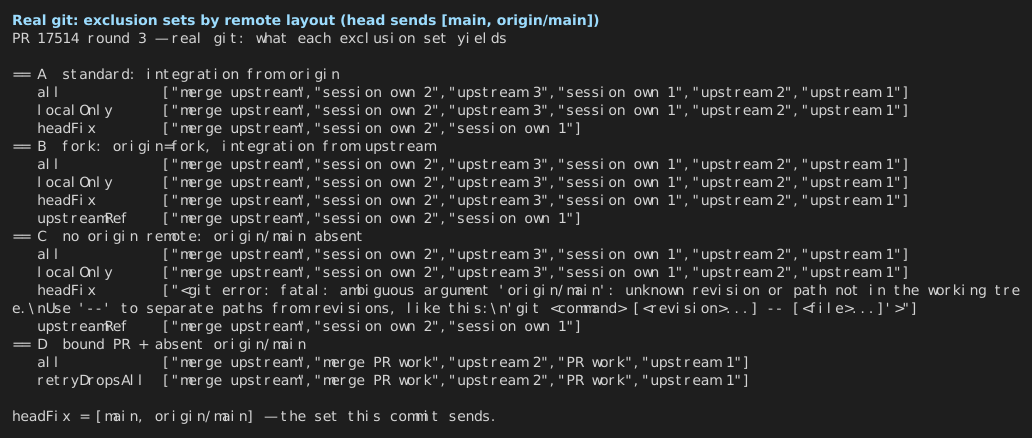 Real git: exclusion sets by remote layout (head sends [main, origin/main])
PR 17514 round 3 — real git: what each exclusion set yields
== A standard: integration from origin
all ["merge upstream","session own 2","upstream 3","session own 1","upstream 2","upstream 1"]
localOnly ["merge upstream","session own 2","upstream 3","session own 1","upstream 2","upstream 1"]
headFix ["merge upstream","session own 2","session own 1"]
== B fork: origin=fork, integration from upstream
all ["merge upstream","session own 2","upstream 3","session own 1","upstream 2","upstream 1"]
localOnly ["merge upstream","session own 2","upstream 3","session own 1","upstream 2","upstream 1"]
headFix ["merge upstream","session own 2","upstream 3","session own 1","upstream 2","upstream 1"]
upstreamRef ["merge upstream","session own 2","session own 1"]
== C no origin remote: origin/main absent
all ["merge upstream","session own 2","upstream 3","session own 1","upstream 2","upstream 1"]
localOnly ["merge upstream","session own 2","upstream 3","session own 1","upstream 2","upstream 1"]
headFix ["<git error: fatal: ambiguous argument 'origin/main': unknown revision or path not in the working tre
e.\nUse '--' to separate paths from revisions, like this:\n'git <command> [<revision>...] -- [<file>...]'>"]
upstreamRef ["merge upstream","session own 2","session own 1"]
== D bound PR + absent origin/main
all ["merge upstream","merge PR work","upstream 2","PR work","upstream 1"]
retryDropsAll ["merge upstream","merge PR work","upstream 2","PR work","upstream 1"]
headFix = [main, origin/main] — the set this commit sends.